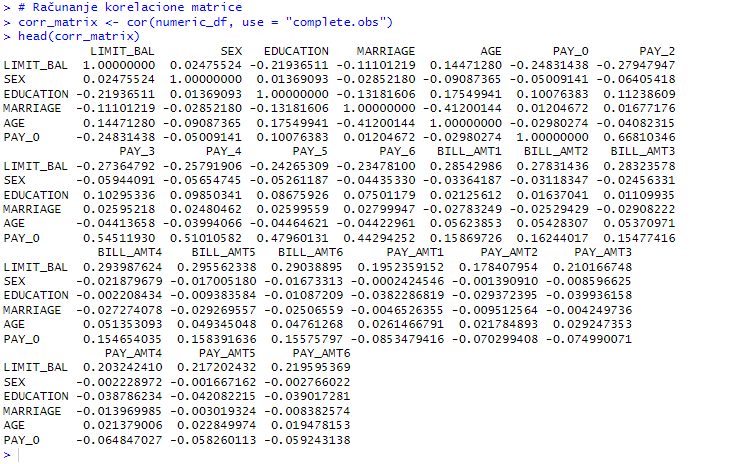 > # Računanje korelacione matrice
> corr_matrix <- cor(numeric_df, use = "complete.obs")
> head(corr_matrix)
LIMIT_BAL SEX EDUCATION MARRIAGE AGE PAY_0 PAY_2
LIMIT_BAL 1.00000000 0.02475524 -0.21936511 -0.11101219 0.14471280 -0.24831438 -0.27947947
SEX 0.02475524 1.00000000 0.01369093 -0.02852180 -0.09087365 -0.05009141 -0.06405418
EDUCATION -0.21936511 0.01369093 1.00000000 -0.13181606 0.17549941 0.10076383 0.11238609
MARRIAGE -0.11101219 -0.02852180 -0.13181606 1.00000000 -0.41200144 0.01204672 0.01677176
AGE 0.14471280 -0.09087365 0.17549941 -0.41200144 1.00000000 -0.02980274 -0.04082315
PAY_0 -0.24831438 -0.05009141 0.10076383 0.01204672 -0.02980274 1.00000000 0.66810346
PAY_3 PAY_4 PAY_5 PAY_6 BILL_AMT1 BILL_AMT2 BILL_AMT3
LIMIT_BAL -0.27364792 -0.25791906 -0.24265309 -0.23478100 0.28542986 0.27831436 0.28323578
SEX -0.05944091 -0.05654745 -0.05261187 -0.04435330 -0.03364187 -0.03118347 -0.02456331
EDUCATION 0.10295336 0.09850341 0.08675926 0.07501179 0.02125612 0.01637041 0.01109935
MARRIAGE 0.02595218 0.02480462 0.02599559 0.02799947 -0.02783249 -0.02529429 -0.02908222
AGE -0.04413658 -0.03994066 -0.04464621 -0.04422961 0.05623853 0.05428307 0.05370971
PAY_0 0.54511930 0.51010582 0.47960131 0.44294252 0.15869726 0.16244017 0.15477416
BILL_AMT4 BILL_AMT5 BILL_AMT6 PAY_AMT1 PAY_AMT2 PAY_AMT3
LIMIT_BAL 0.293987624 0.295562338 0.29038895 0.1952359152 0.178407954 0.210166748
SEX -0.021879679 -0.017005180 -0.01673313 -0.0002424546 -0.001390910 -0.008596625
EDUCATION -0.002208434 -0.009383584 -0.01087209 -0.0382286819 -0.029372395 -0.039936158
MARRIAGE -0.027274078 -0.029269557 -0.02506559 -0.0046526355 -0.009512564 -0.004249736
AGE 0.051353093 0.049345048 0.04761268 0.0261466791 0.021784893 0.029247353
PAY_0 0.154654035 0.158391636 0.15575797 -0.0853479416 -0.070299408 -0.074990071
PAY_AMT4 PAY_AMT5 PAY_AMT6
LIMIT_BAL 0.203242410 0.217202432 0.219595369
SEX -0.002228972 -0.001667162 -0.002766022
EDUCATION -0.038786234 -0.042082215 -0.039017281
MARRIAGE -0.013969985 -0.003019324 -0.008382574
AGE 0.021379006 0.022849974 0.019478153
PAY_0 -0.064847027 -0.058260113 -0.059243138
>